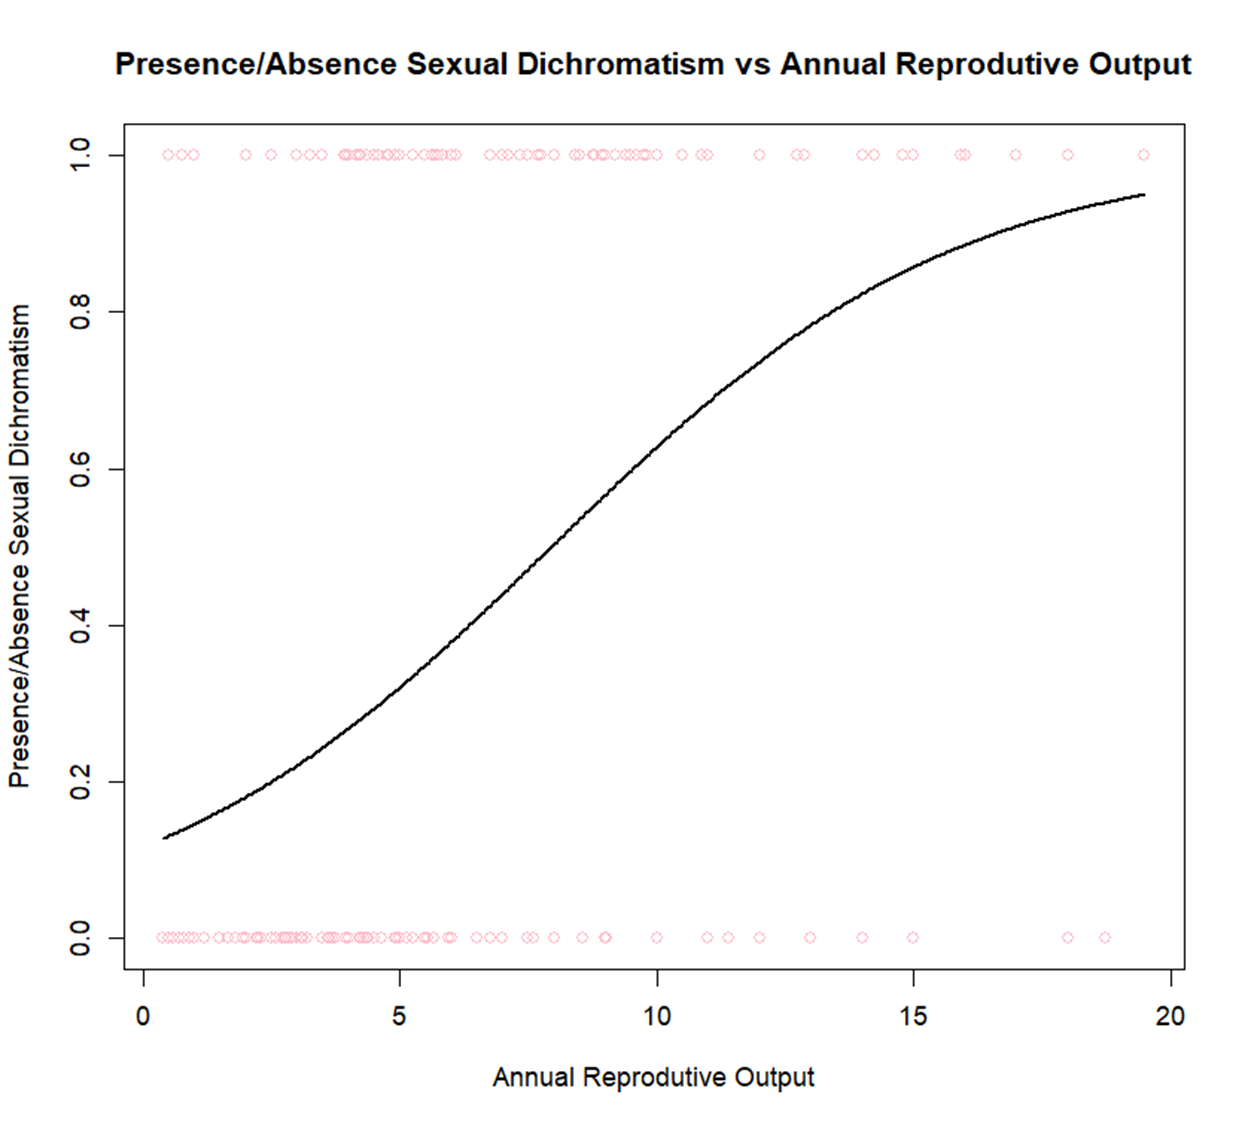 Presence/Absence Sexual Dichromatism vs Annual Reprodutive Output
1.0
0.8
0.6
0.4
0.2
0.0
Presence/Absence Sexual Dichromatism
0 5 10 15 20
Annual Reprodutive Output